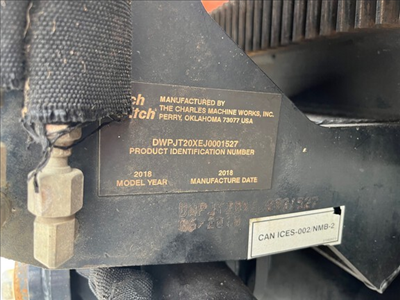 MANUFACTURED BY
THE CHARLES MACHINE WORKS, INC.
PERRY, OKLAHOMA 73077 USA
DWPJT20XEJ0001527
PRODUCT IDENTIFICATION NUMBER
2018 2018
MODEL YEAR MANUFACTURE DATE
CAN ICES-002/NMB-2